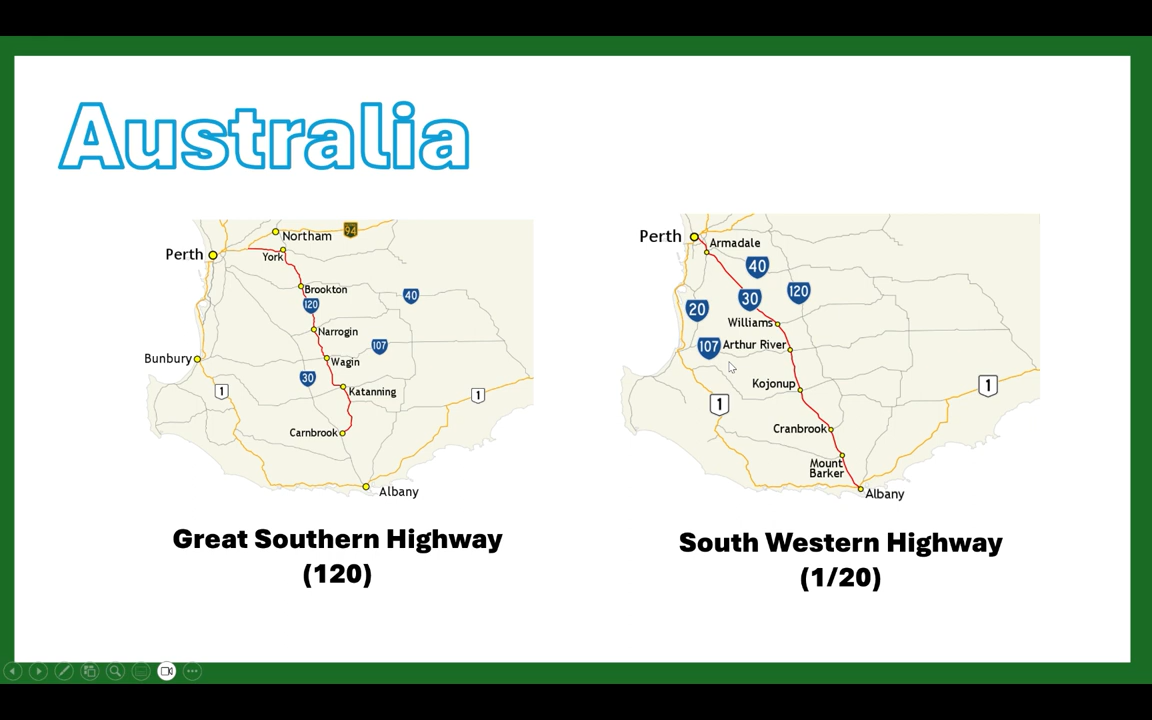 Australia
Northam
94
Perth
York
Brookton
40
120
Narrogin
107
Bunbury
Wagin
30
1
Katanning
1
Carnbrook
Albany
Great Southern Highway
(120)
Perth
Armadale
40
120
30
20
Williams
107
Arthur River
Kojonup
1
1
Cranbrook
Mount
Barker
Albany
South Western Highway
(1/20)